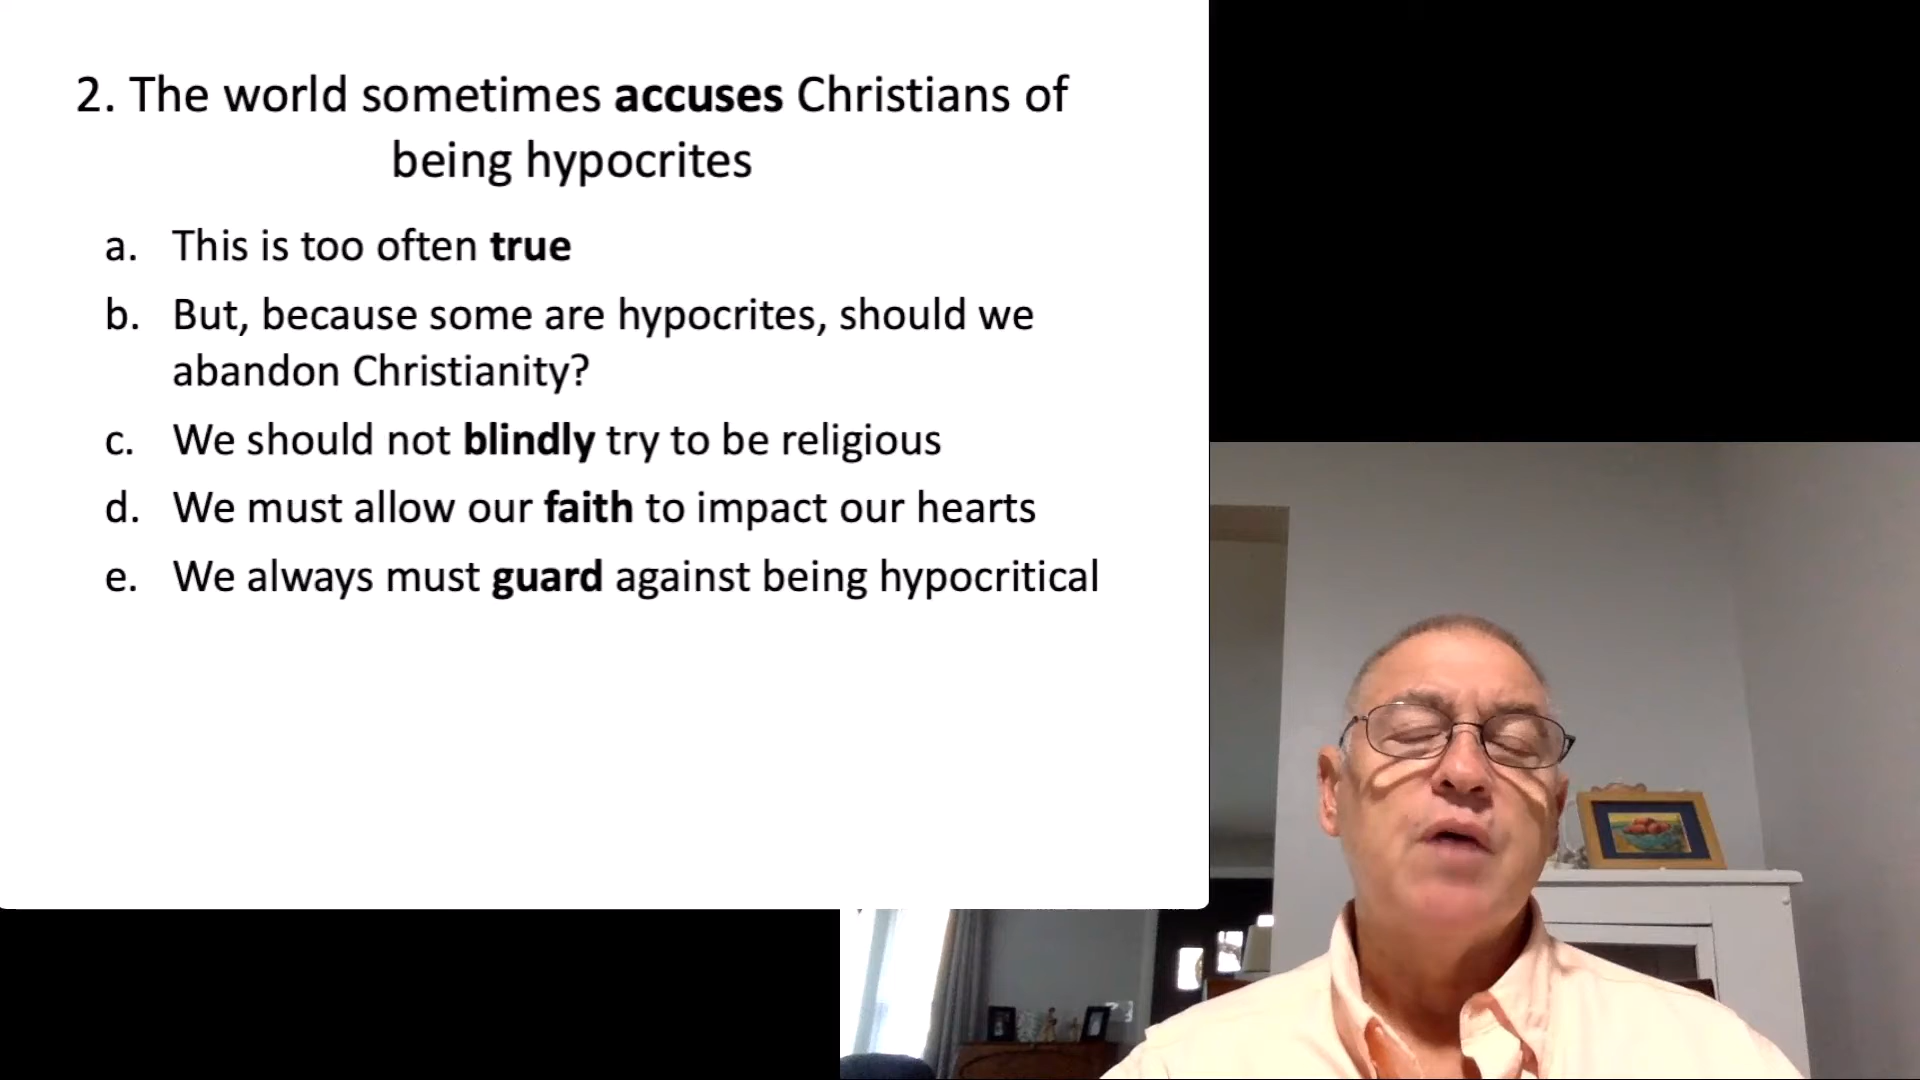 2. The world sometimes accuses Christians of
being hypocrites
a. This is too often true
b. But, because some are hypocrites, should we
abandon Christianity?
c. We should not blindly try to be religious
d. We must allow our faith to impact our hearts
e. We always must guard against being hypocritical